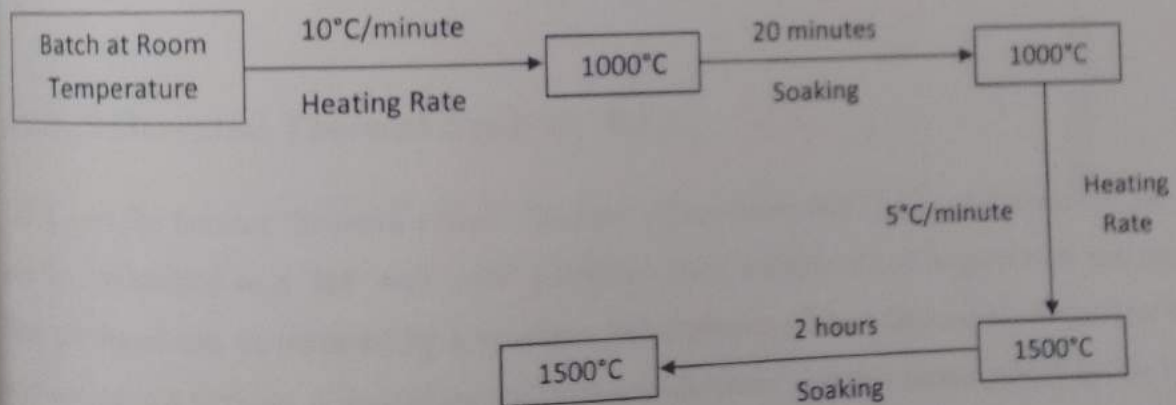 Batch at Room
Temperature
10°C/minute
Heating Rate
1000°C
20 minutes
Soaking
1000°C
5°C/minute
Heating
Rate
1500°C
2 hours
Soaking
1500°C